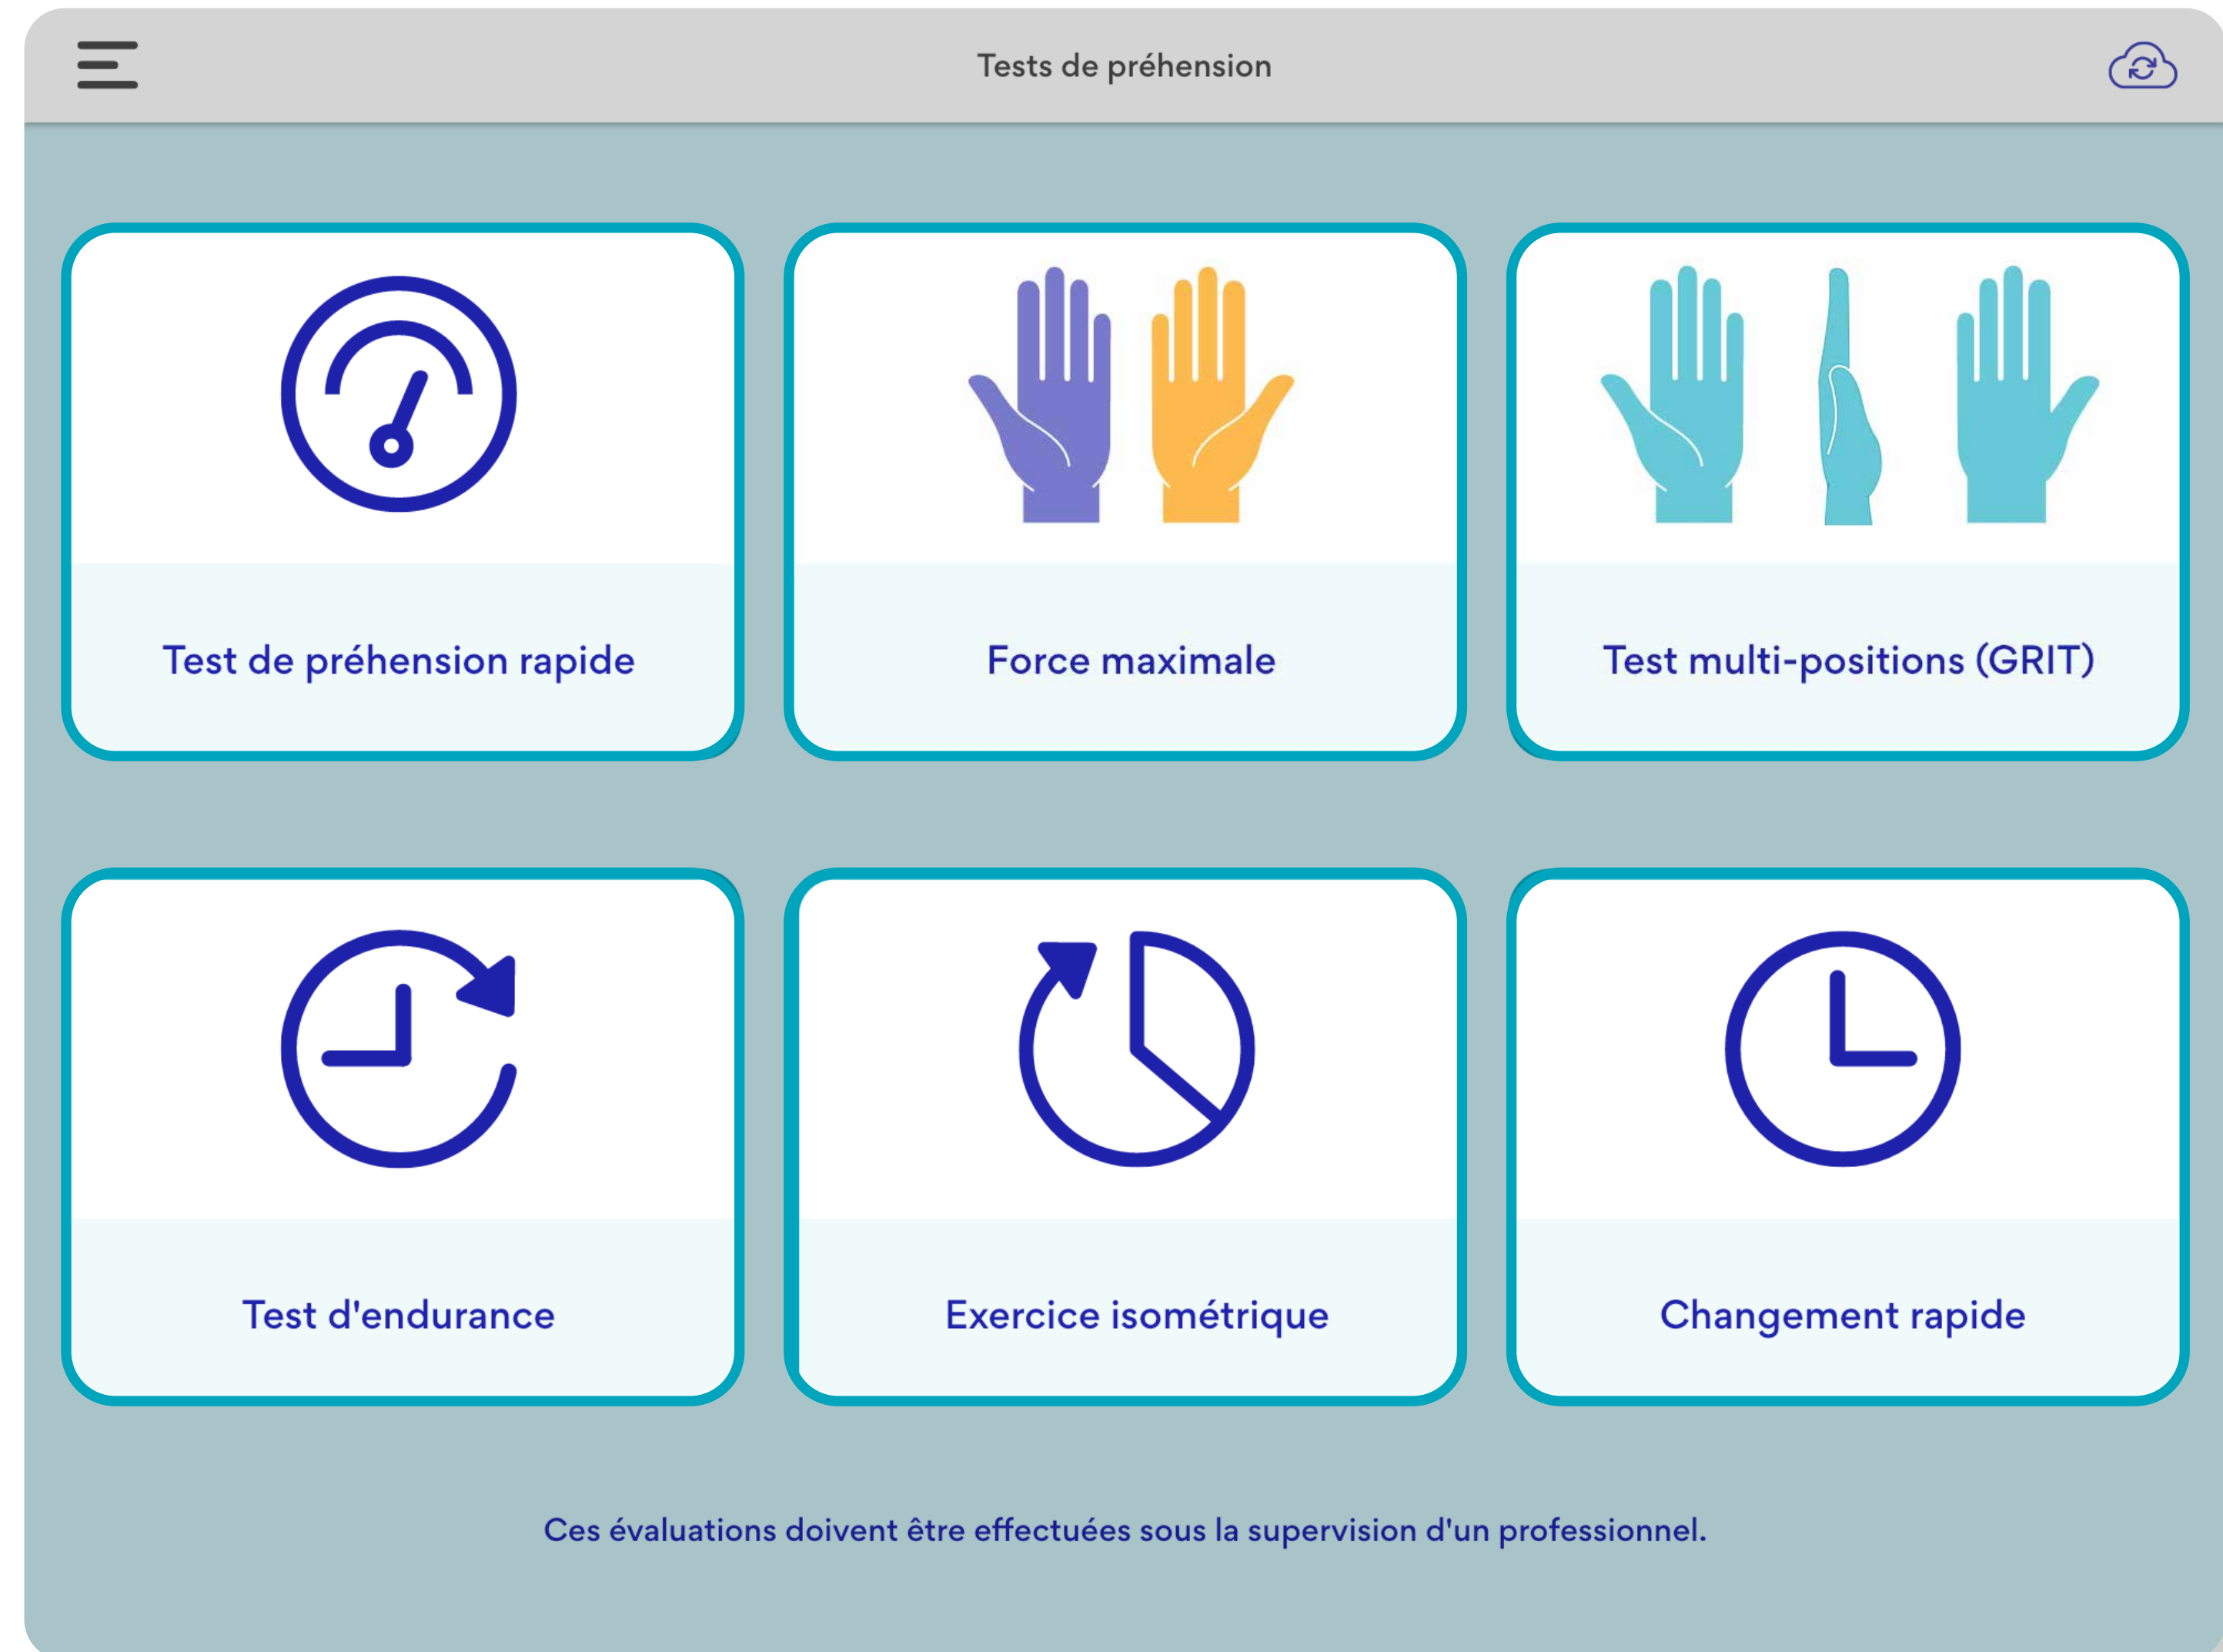 Tests de préhension
Test de préhension rapide
Force maximale
Test multi-positions (GRIT)
Test d'endurance
Exercice isométrique
Changement rapide
Ces évaluations doivent être effectuées sous la supervision d'un professionnel.